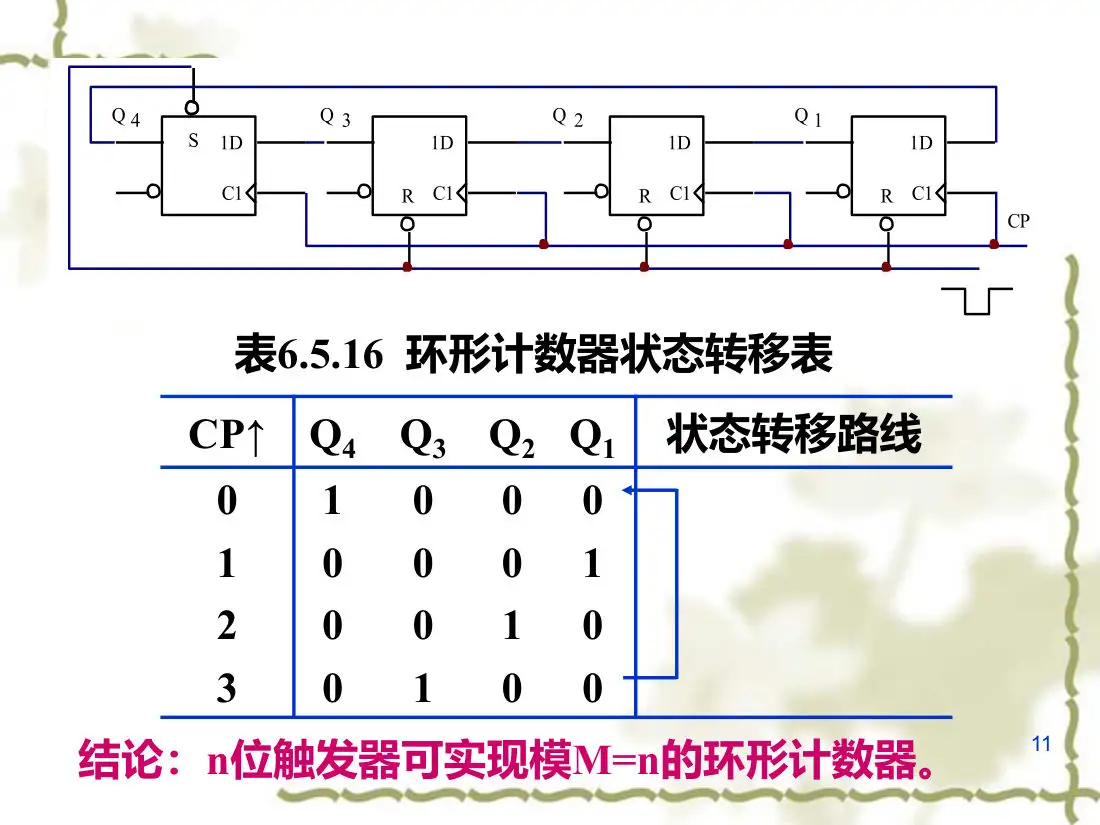 Q4 Q3 Q2 Q1
S 1D 1D 1D 1D
C1 R C1 R C1 R C1
CP
表6.5.16 环形计数器状态转移表
CP↑ Q4 Q3 Q2 Q1 状态转移路线
0 1 0 0 0
1 0 0 0 1
2 0 0 1 0
3 0 1 0 0
结论：n位触发器可实现模M=n的环形计数器。
11